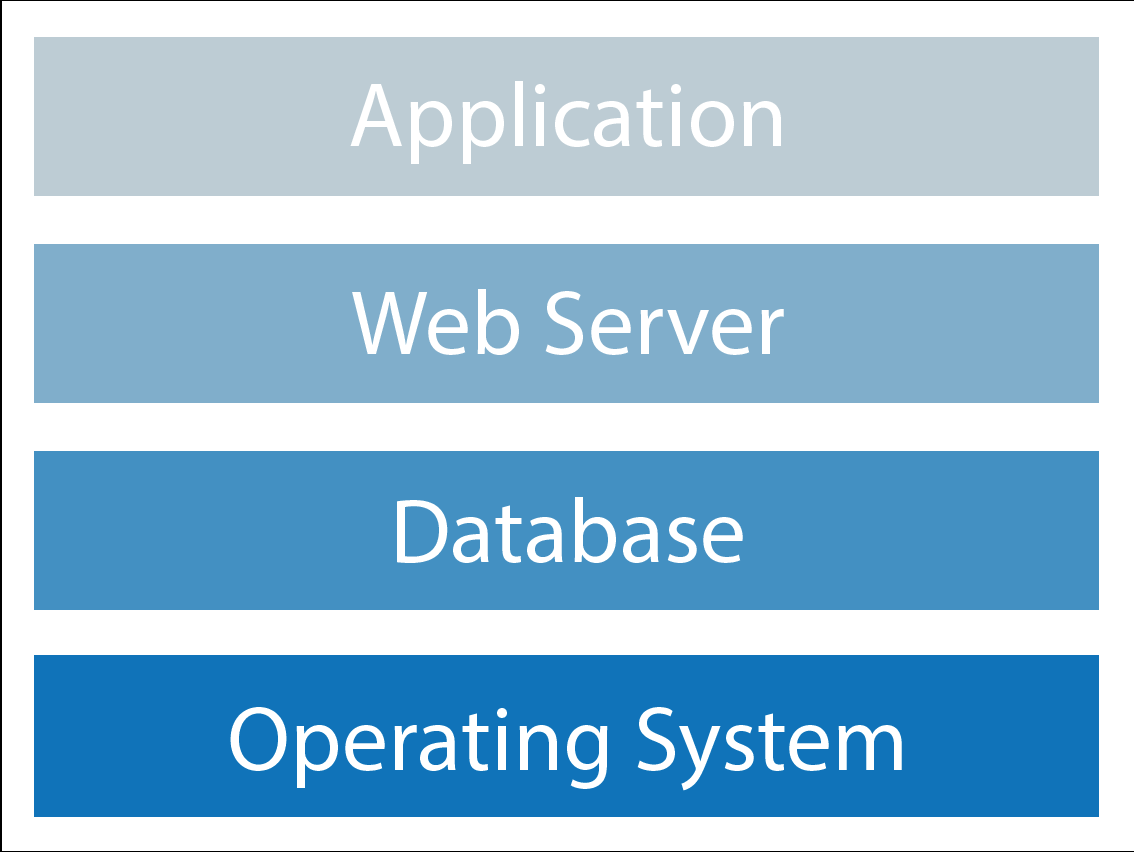 Application
Web Server
Database
Operating System